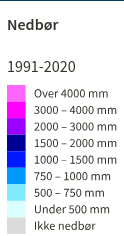 Nedbør
1991-2020
Over 4000 mm
3000 – 4000 mm
2000 – 3000 mm
1500 – 2000 mm
1000 – 1500 mm
750 – 1000 mm
500 – 750 mm
Under 500 mm
Ikke nedbør